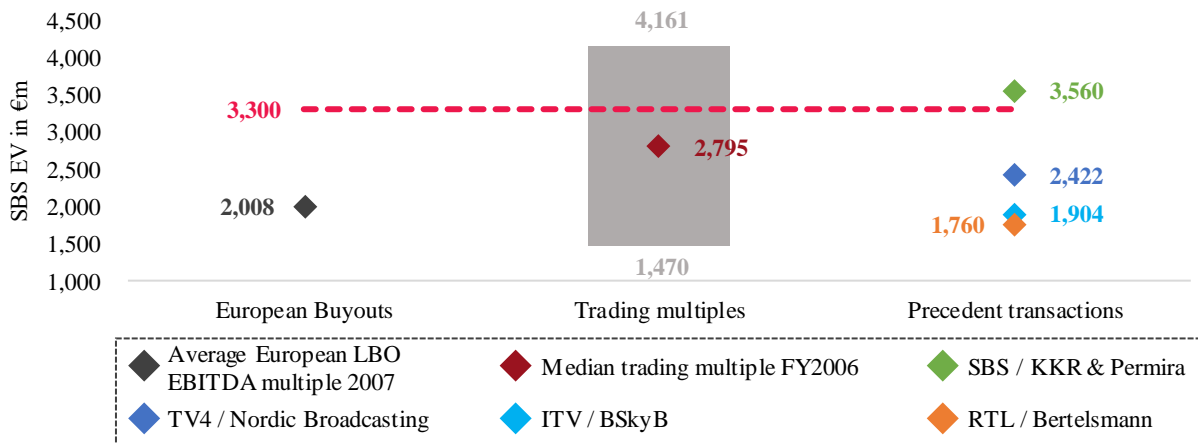 SBS EV in €m
4,500
4,000
3,500
3,000
2,500
2,000
1,500
1,000
4,161
3,300
3,560
2,795
2,422
2,008
1,904
1,760
1,470
European Buyouts
Trading multiples
Precedent transactions
Average European LBO
EBITDA multiple 2007
Median trading multiple FY2006
SBS / KKR & Permira
TV4 / Nordic Broadcasting
ITV / BSkyB
RTL / Bertelsmann